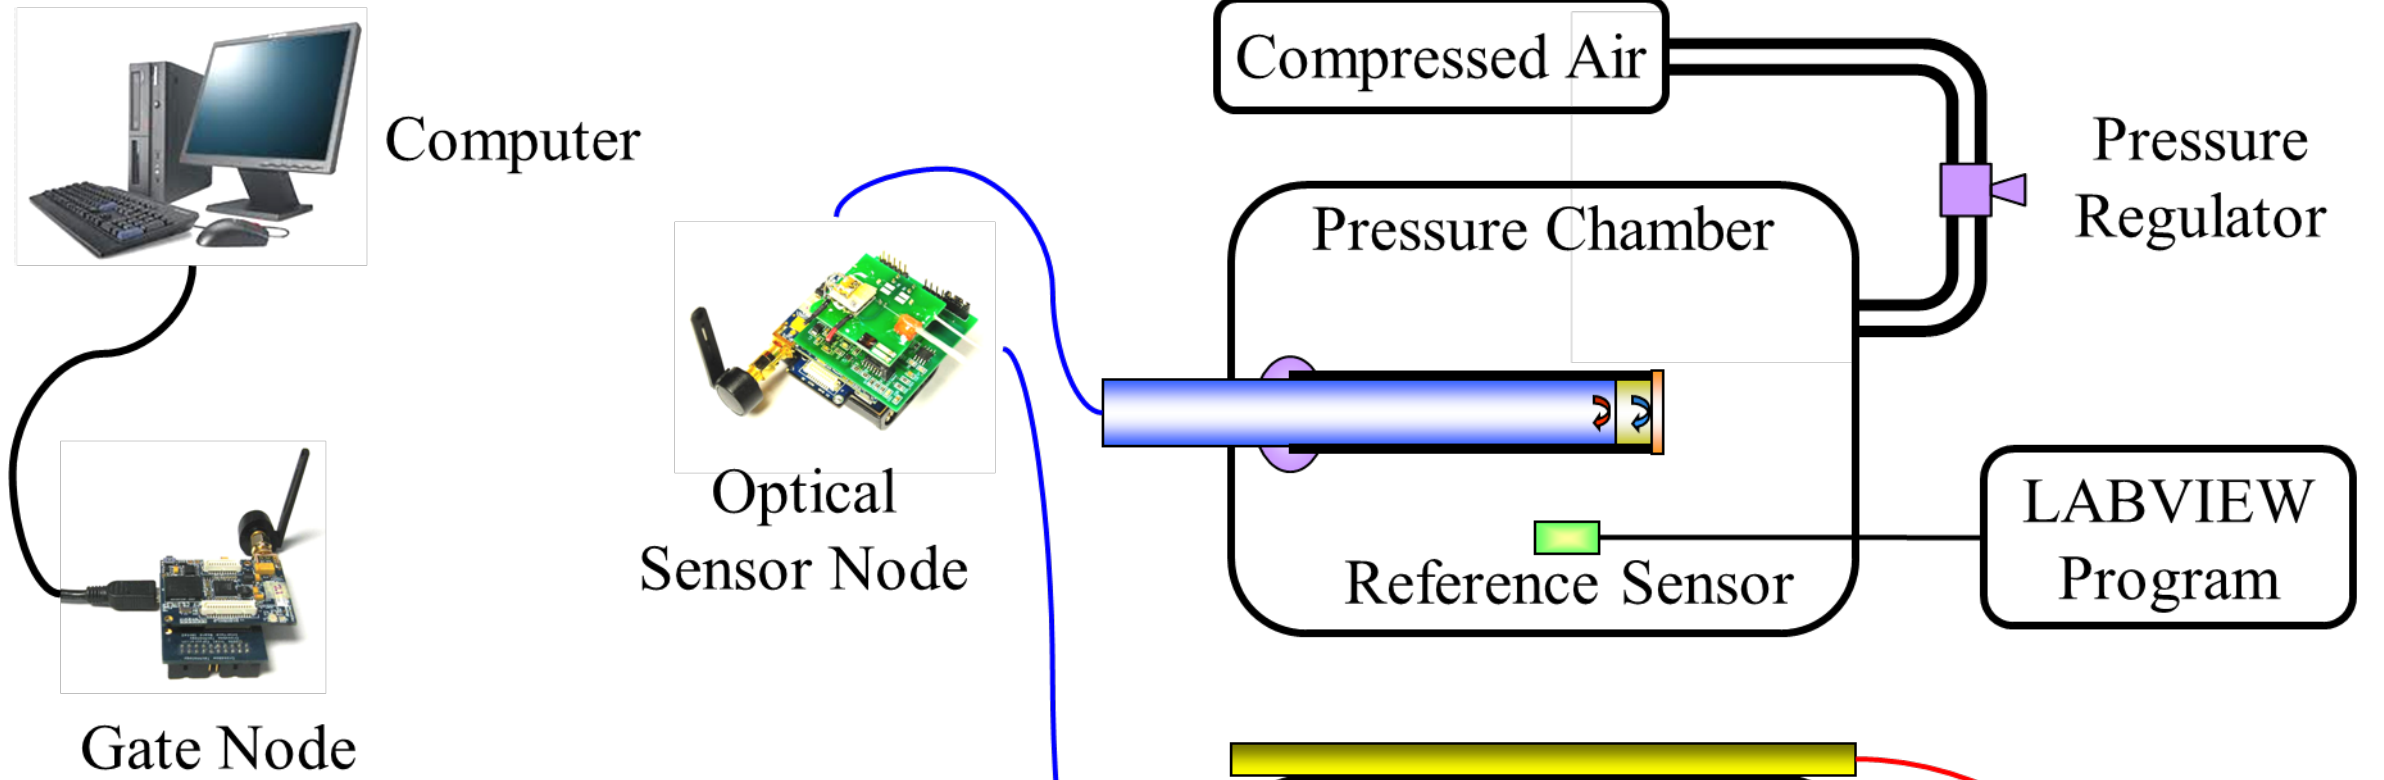 Compressed Air
Computer
Pressure
Regulator
Pressure Chamber
Optical
Sensor Node
LABVIEW
Program
Reference Sensor
Gate Node